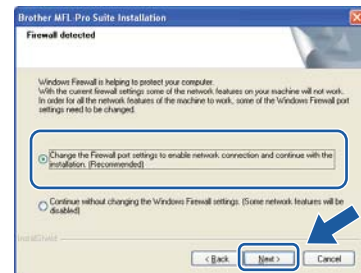 Brother MFL-Pro Suite Installation
Firewall detected
Windows Firewall is helping to protect your computer.
With the current firewall settings some of the network features on your machine will not work.
In order for all the network features of the machine to work, some of the Windows Firewall port
settings need to be changed.
Change the Firewall port settings to enable network connection and continue with the
installation. (Recommended)
Continue without changing the Windows Firewall settings. (Some network features will be
disabled)
InstallShield
< Back
Next >
Cancel